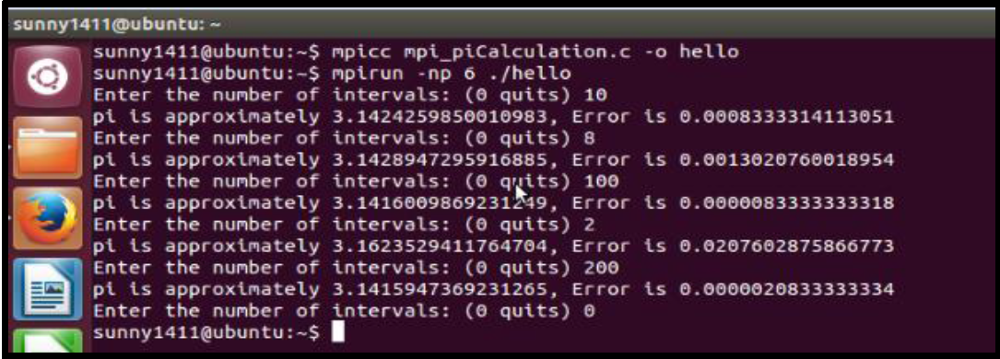 sunny1411@ubuntu: ~
sunny1411@ubuntu:~$ mpicc mpi_piCalculation.c -o hello
sunny1411@ubuntu:~$ mpirun -np 6 ./hello
Enter the number of intervals: (0 quits) 10
pi is approximately 3.1424259850010983, Error is 0.0008333314113051
Enter the number of intervals: (0 quits) 8
pi is approximately 3.1428947295916885, Error is 0.0013020760018954
Enter the number of intervals: (0 quits) 100
pi is approximately 3.1416009869231249, Error is 0.0000083333333318
Enter the number of intervals: (0 quits) 2
pi is approximately 3.1623529411764704, Error is 0.0207602875866773
Enter the number of intervals: (0 quits) 200
pi is approximately 3.1415947369231265, Error is 0.0000020833333334
Enter the number of intervals: (0 quits) 0
sunny1411@ubuntu:~$